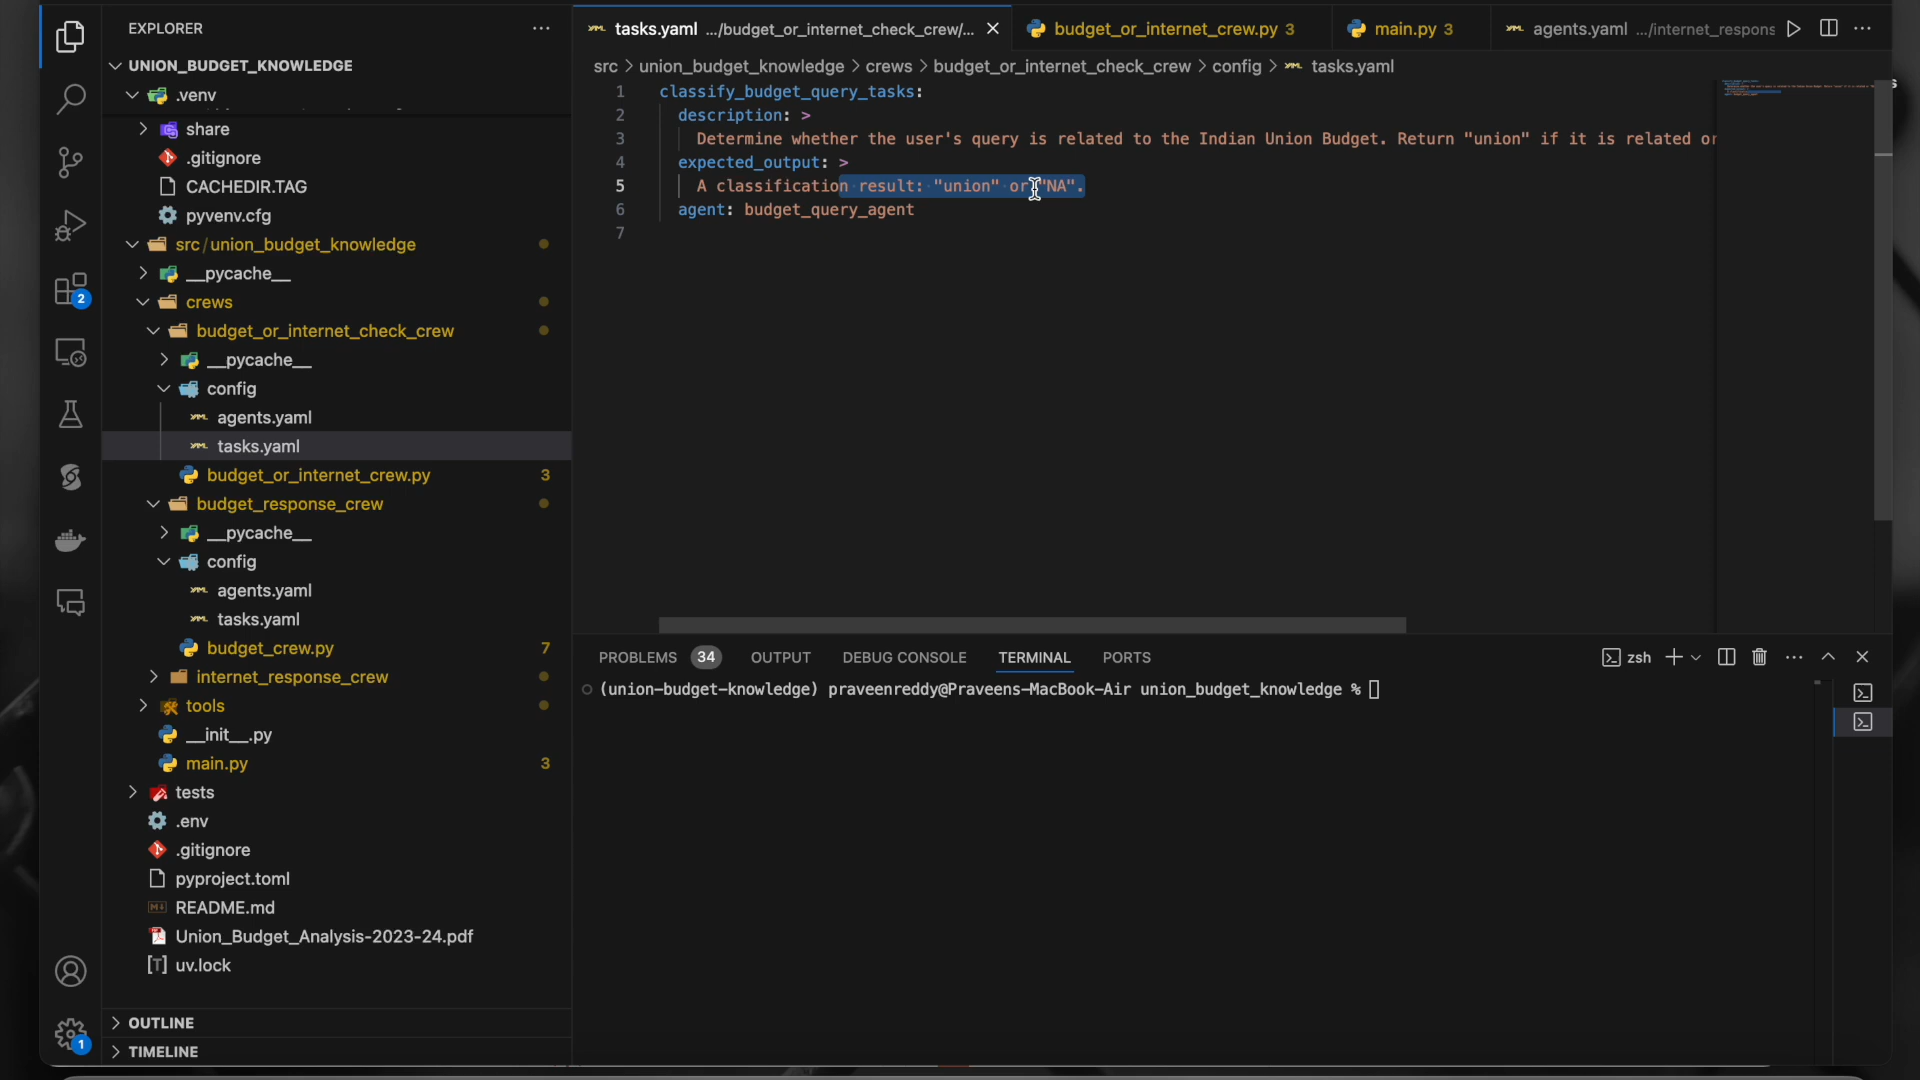 EXPLORER
UNION_BUDGET_KNOWLEDGE
.venv
share
.gitignore
CACHEDIR.TAG
pyvenv.cfg
src/union_budget_knowledge
__pycache__
crews
budget_or_internet_check_crew
__pycache__
config
agents.yaml
tasks.yaml
budget_or_internet_crew.py 3
budget_response_crew
__pycache__
config
agents.yaml
tasks.yaml
budget_crew.py 7
internet_response_crew
tools
__init__.py
main.py 3
tests
.env
.gitignore
pyproject.toml
README.md
Union_Budget_Analysis-2023-24.pdf
uv.lock
OUTLINE
TIMELINE
2
1
tasks.yaml .../budget_or_internet_check_crew/...
budget_or_internet_crew.py 3
main.py 3
agents.yaml .../internet_respons
src > union_budget_knowledge > crews > budget_or_internet_check_crew > config > tasks.yaml
1 classify_budget_query_tasks:
2 description: >
3 Determine whether the user's query is related to the Indian Union Budget. Return "union" if it is related or
4 expected_output: >
5 A classification result: "union" or "NA".
6 agent: budget_query_agent
7
PROBLEMS 34 OUTPUT DEBUG CONSOLE TERMINAL PORTS zsh
(union-budget-knowledge) praveenreddy@Praveens-MacBook-Air union_budget_knowledge %